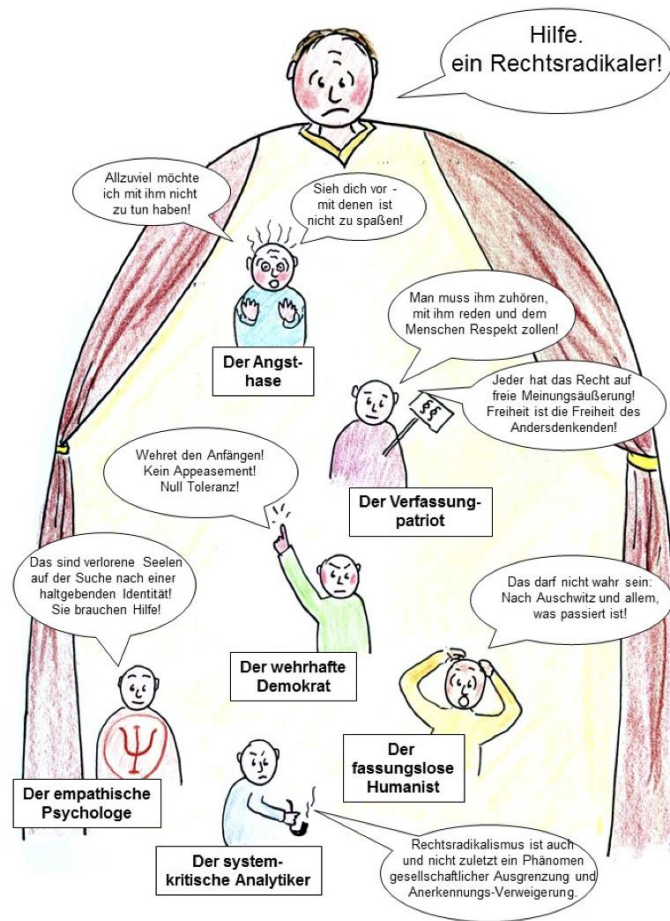 Hilfe.
ein Rechtsradikaler!
Allzuviel möchte
ich mit ihm nicht
zu tun haben!
Sieh dich vor -
mit denen ist
nicht zu spaßen!
Der Angst-
hase
Man muss ihm zuhören,
mit ihm reden und dem
Menschen Respekt zollen!
Jeder hat das Recht auf
freie Meinungsäußerung!
Freiheit ist die Freiheit des
Andersdenkenden!
§§
Der Verfassung-
patriot
Wehret den Anfängen!
Kein Appeasement!
Null Toleranz!
Der wehrhafte
Demokrat
Das sind verlorene Seelen
auf der Suche nach einer
haltgebenden Identität!
Sie brauchen Hilfe!
Ψ
Der empathische
Psychologe
Das darf nicht wahr sein:
Nach Auschwitz und allem,
was passiert ist!
Der
fassungslose
Humanist
Der system-
kritische Analytiker
Rechtsradikalismus ist auch
und nicht zuletzt ein Phänomen
gesellschaftlicher Ausgrenzung und
Anerkennungs-Verweigerung.